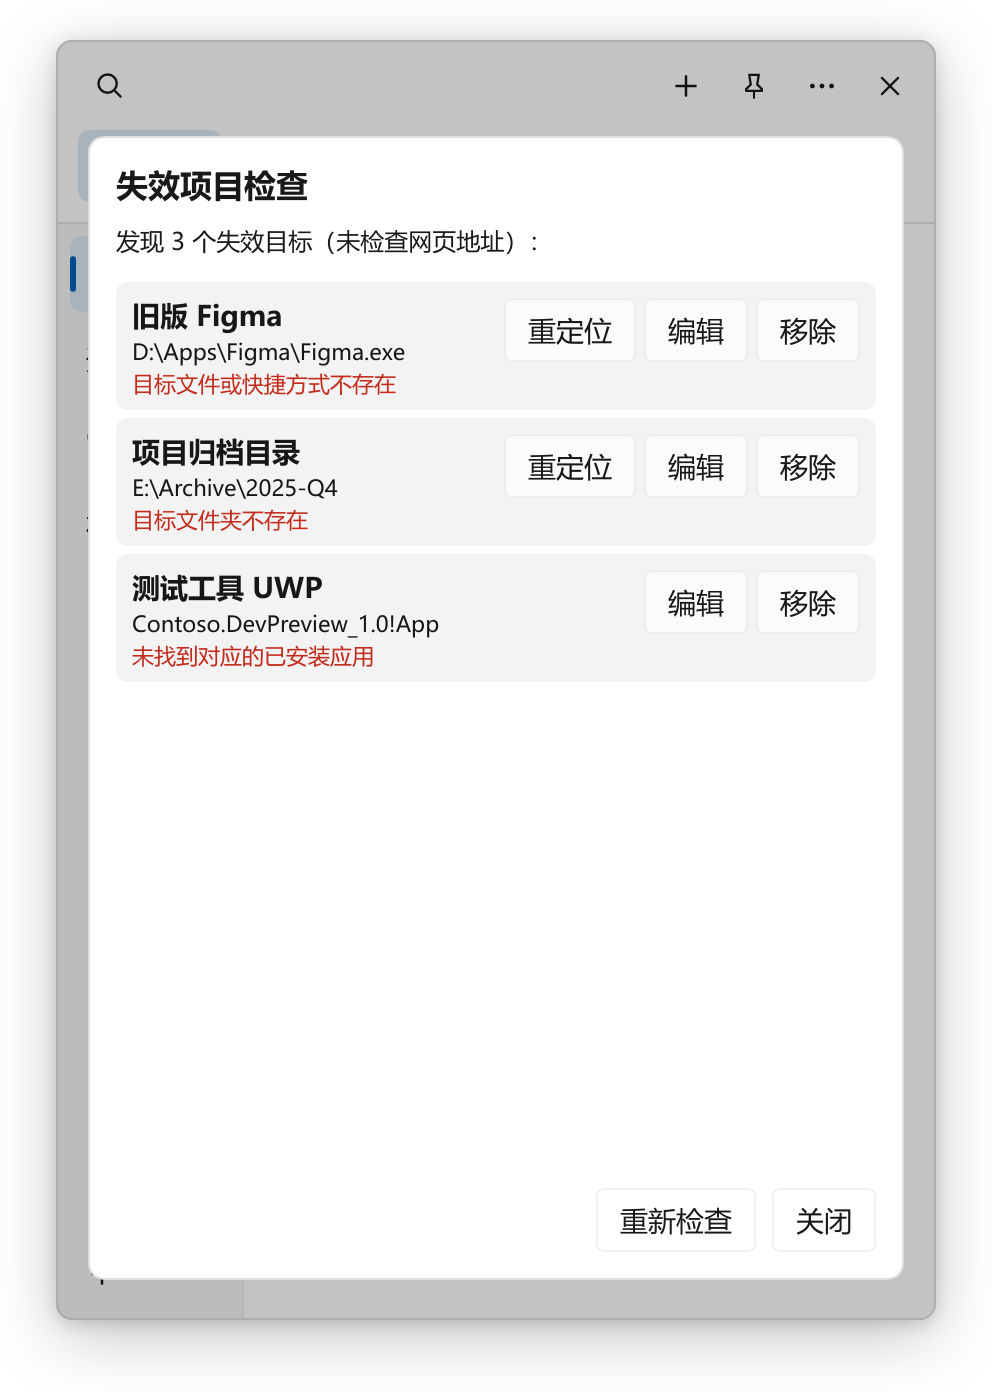 失效项目检查
发现 3 个失效目标（未检查网页地址）：
旧版 Figma
D:\Apps\Figma\Figma.exe
目标文件或快捷方式不存在
重定位 编辑 移除
项目归档目录
E:\Archive\2025-Q4
目标文件夹不存在
重定位 编辑 移除
测试工具 UWP
Contoso.DevPreview_1.0!App
未找到对应的已安装应用
编辑 移除
重新检查 关闭